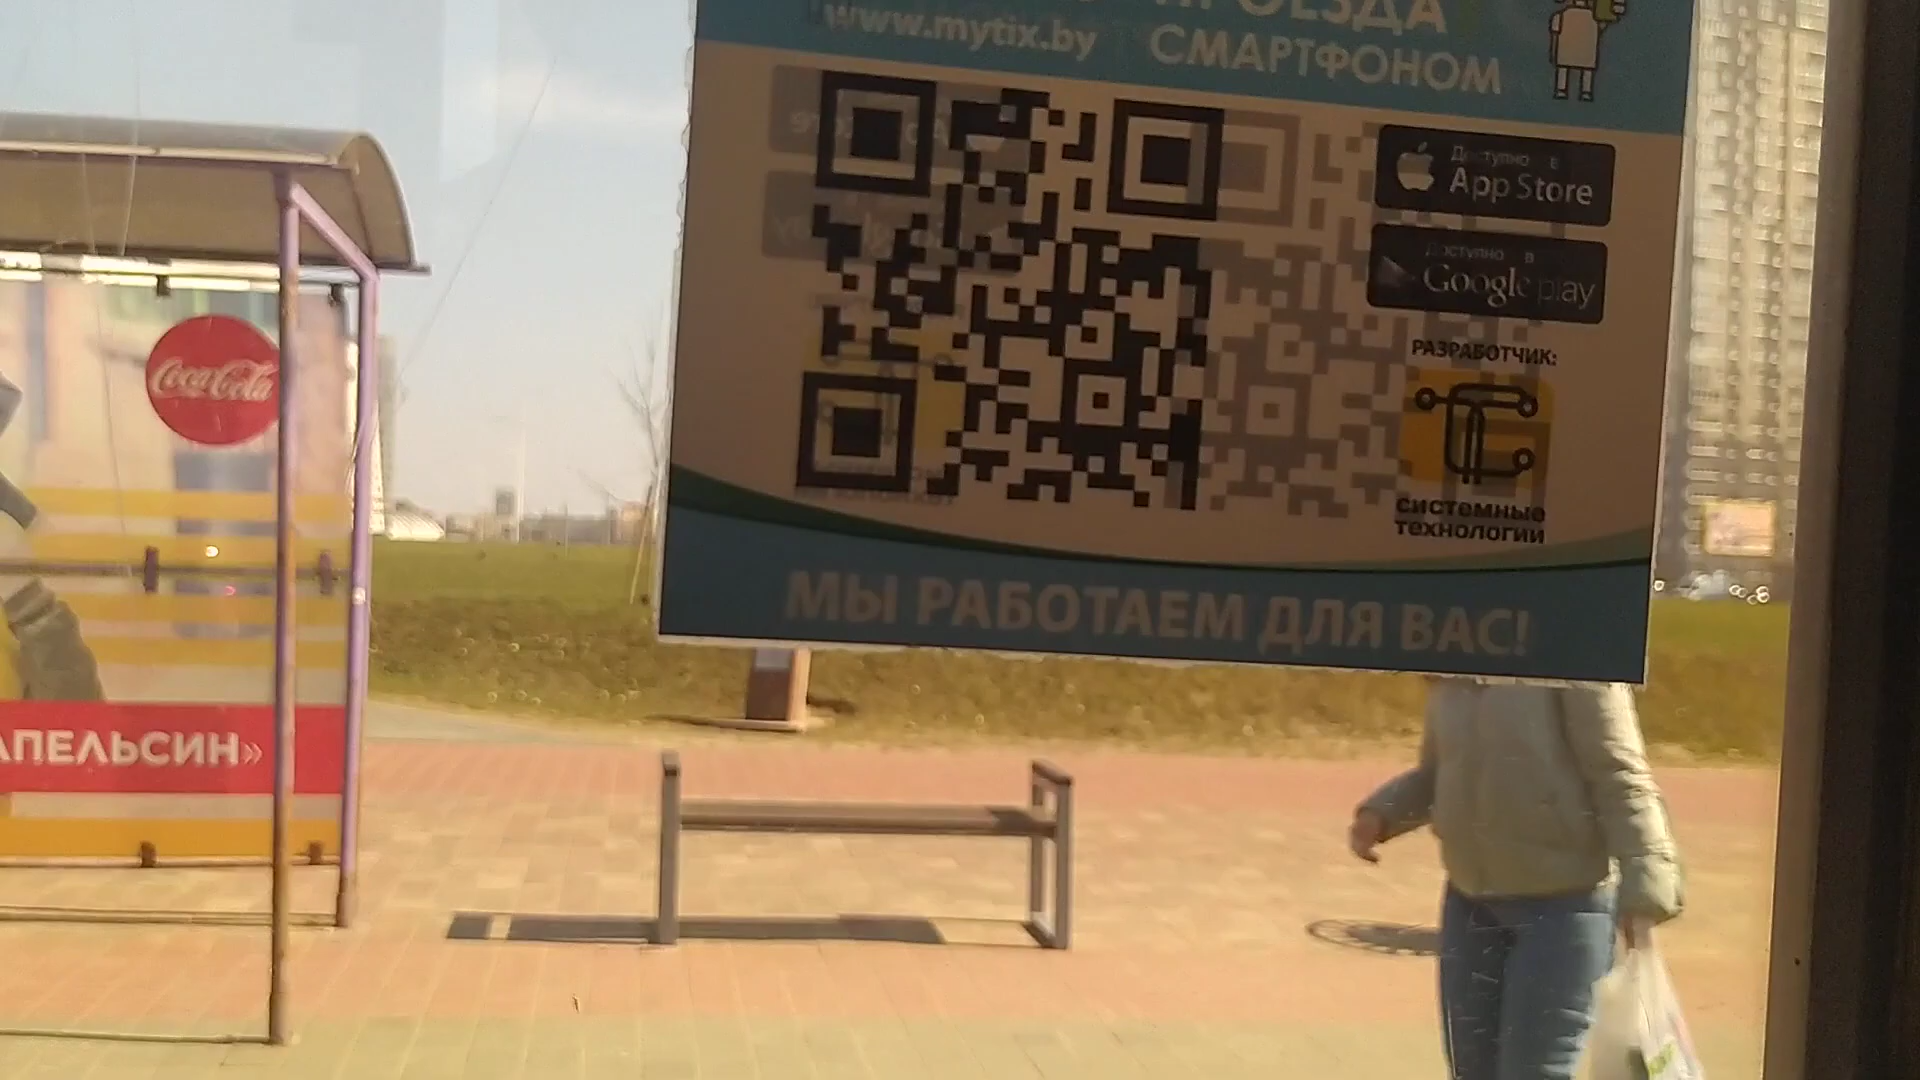 ПРОЕЗДА
www.mytix.by
СМАРТФОНОМ
Доступно в
App Store
Доступно в
Google play
РАЗРАБОТЧИК:
СИСТЕМНЫЕ
ТЕХНОЛОГИИ
МЫ РАБОТАЕМ ДЛЯ ВАС!
Coca-Cola
АПЕЛЬСИН»